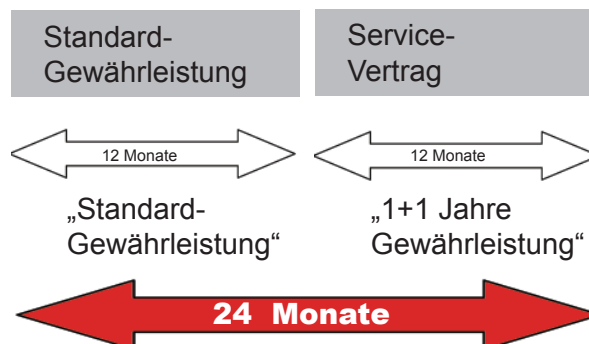 Standard-
Gewährleistung
Service-
Vertrag
12 Monate
12 Monate
„Standard-
Gewährleistung“
„1+1 Jahre
Gewährleistung“
24 Monate